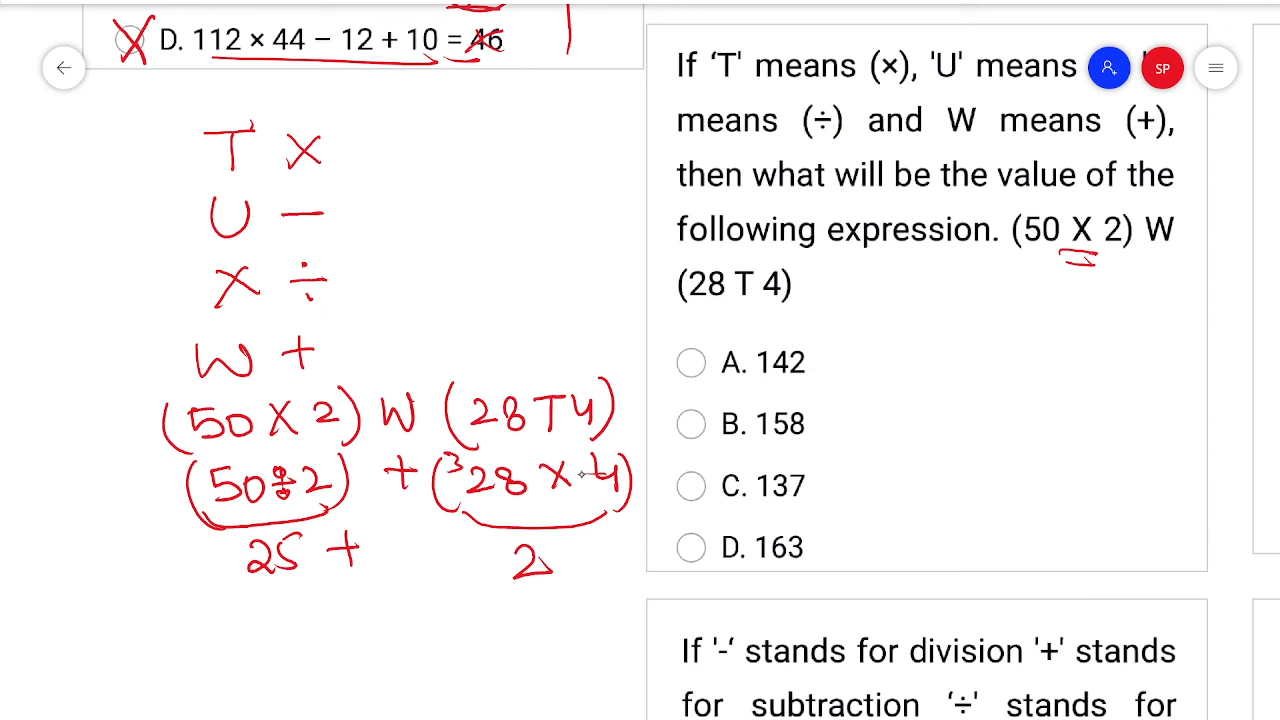 D. 112 × 44 – 12 + 10 = 46
If ‘T' means (×), 'U' means
means (÷) and W means (+),
then what will be the value of the
following expression. (50 X 2) W
(28 T 4)
A. 142
B. 158
C. 137
D. 163
If '-‘ stands for division '+' stands
for subtraction ‘÷' stands for
SP
T ×
U –
X ÷
W +
(50 X 2) W (28 T 4)
(50 ÷ 2) + (³28 × 4)
25 + 2